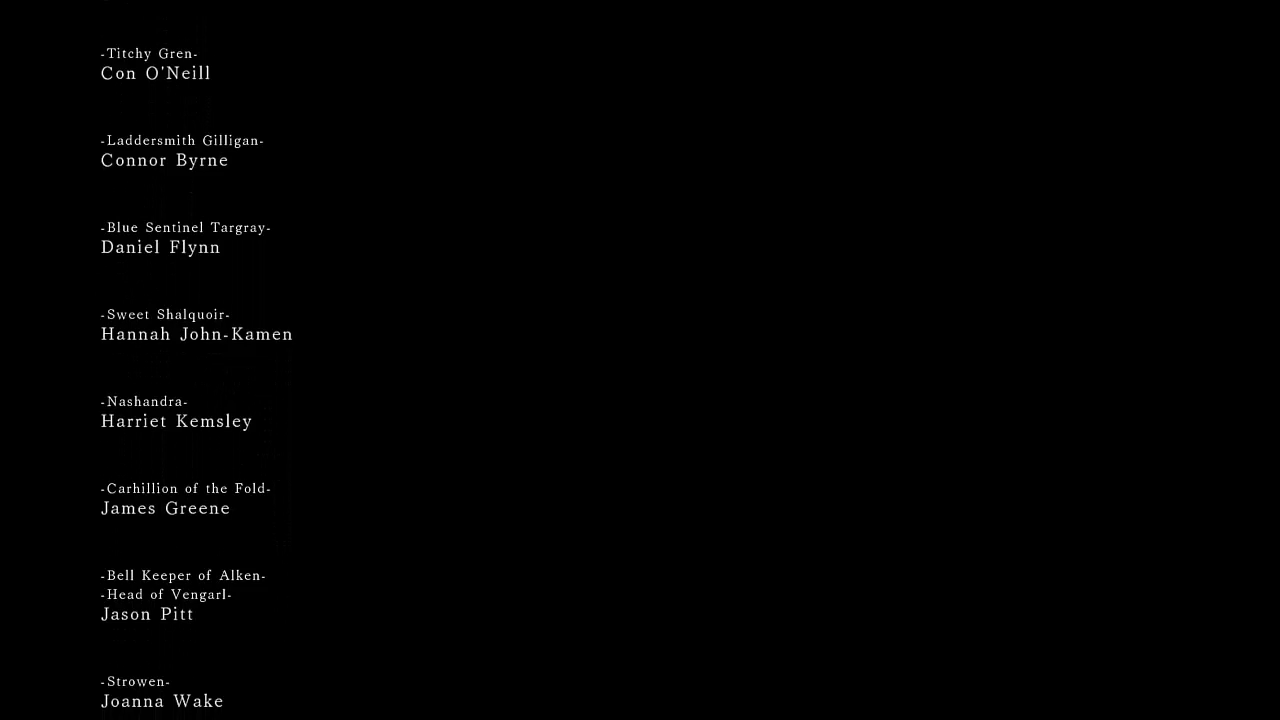 -Titchy Gren-
Con O'Neill
-Laddersmith Gilligan-
Connor Byrne
-Blue Sentinel Targray-
Daniel Flynn
-Sweet Shalquoir-
Hannah John-Kamen
-Nashandra-
Harriet Kemsley
-Carhillion of the Fold-
James Greene
-Bell Keeper of Alken-
-Head of Vengarl-
Jason Pitt
-Strowen-
Joanna Wake